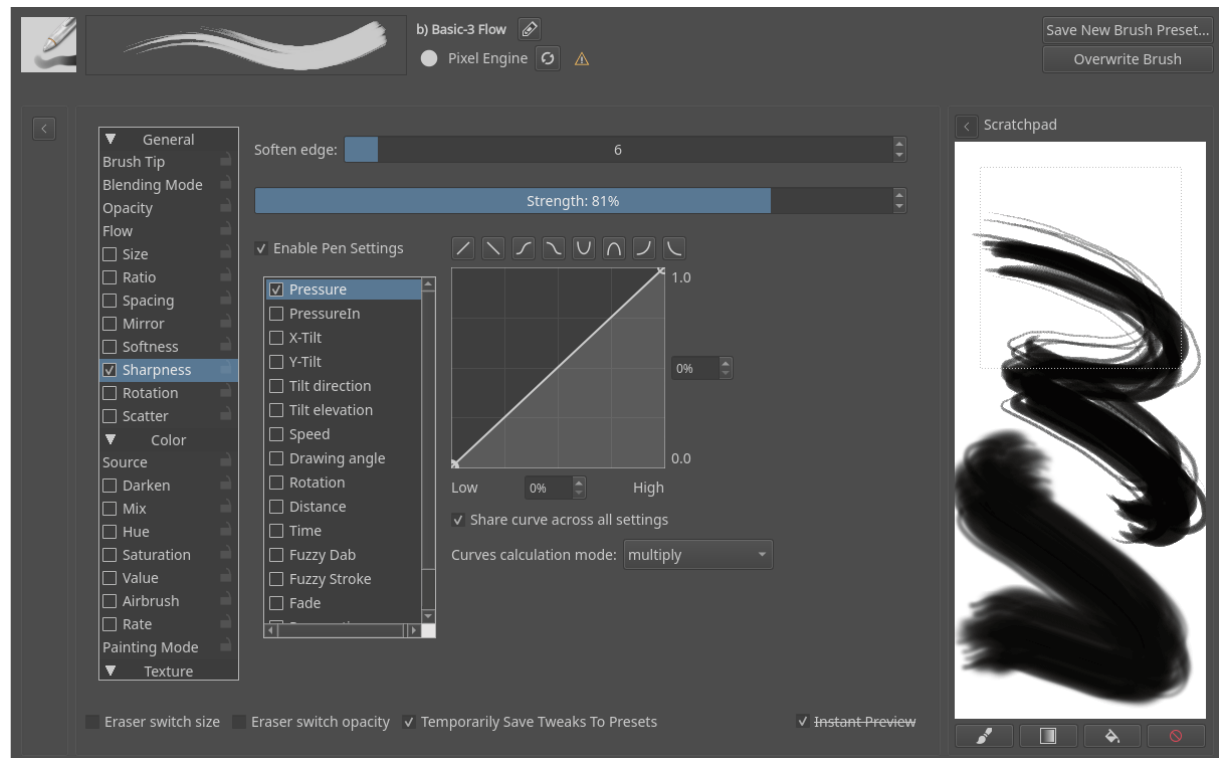 b) Basic-3 Flow
Pixel Engine
Save New Brush Preset...
Overwrite Brush
General
Brush Tip
Blending Mode
Opacity
Flow
Size
Ratio
Spacing
Mirror
Softness
Sharpness
Rotation
Scatter
Color
Source
Darken
Mix
Hue
Saturation
Value
Airbrush
Rate
Painting Mode
Texture
Soften edge: 6
Strength: 81%
Enable Pen Settings
Pressure
PressureIn
X-Tilt
Y-Tilt
Tilt direction
Tilt elevation
Speed
Drawing angle
Rotation
Distance
Time
Fuzzy Dab
Fuzzy Stroke
Fade
1.0
0%
0.0
Low 0% High
Share curve across all settings
Curves calculation mode: multiply
Scratchpad
Eraser switch size Eraser switch opacity Temporarily Save Tweaks To Presets Instant Preview